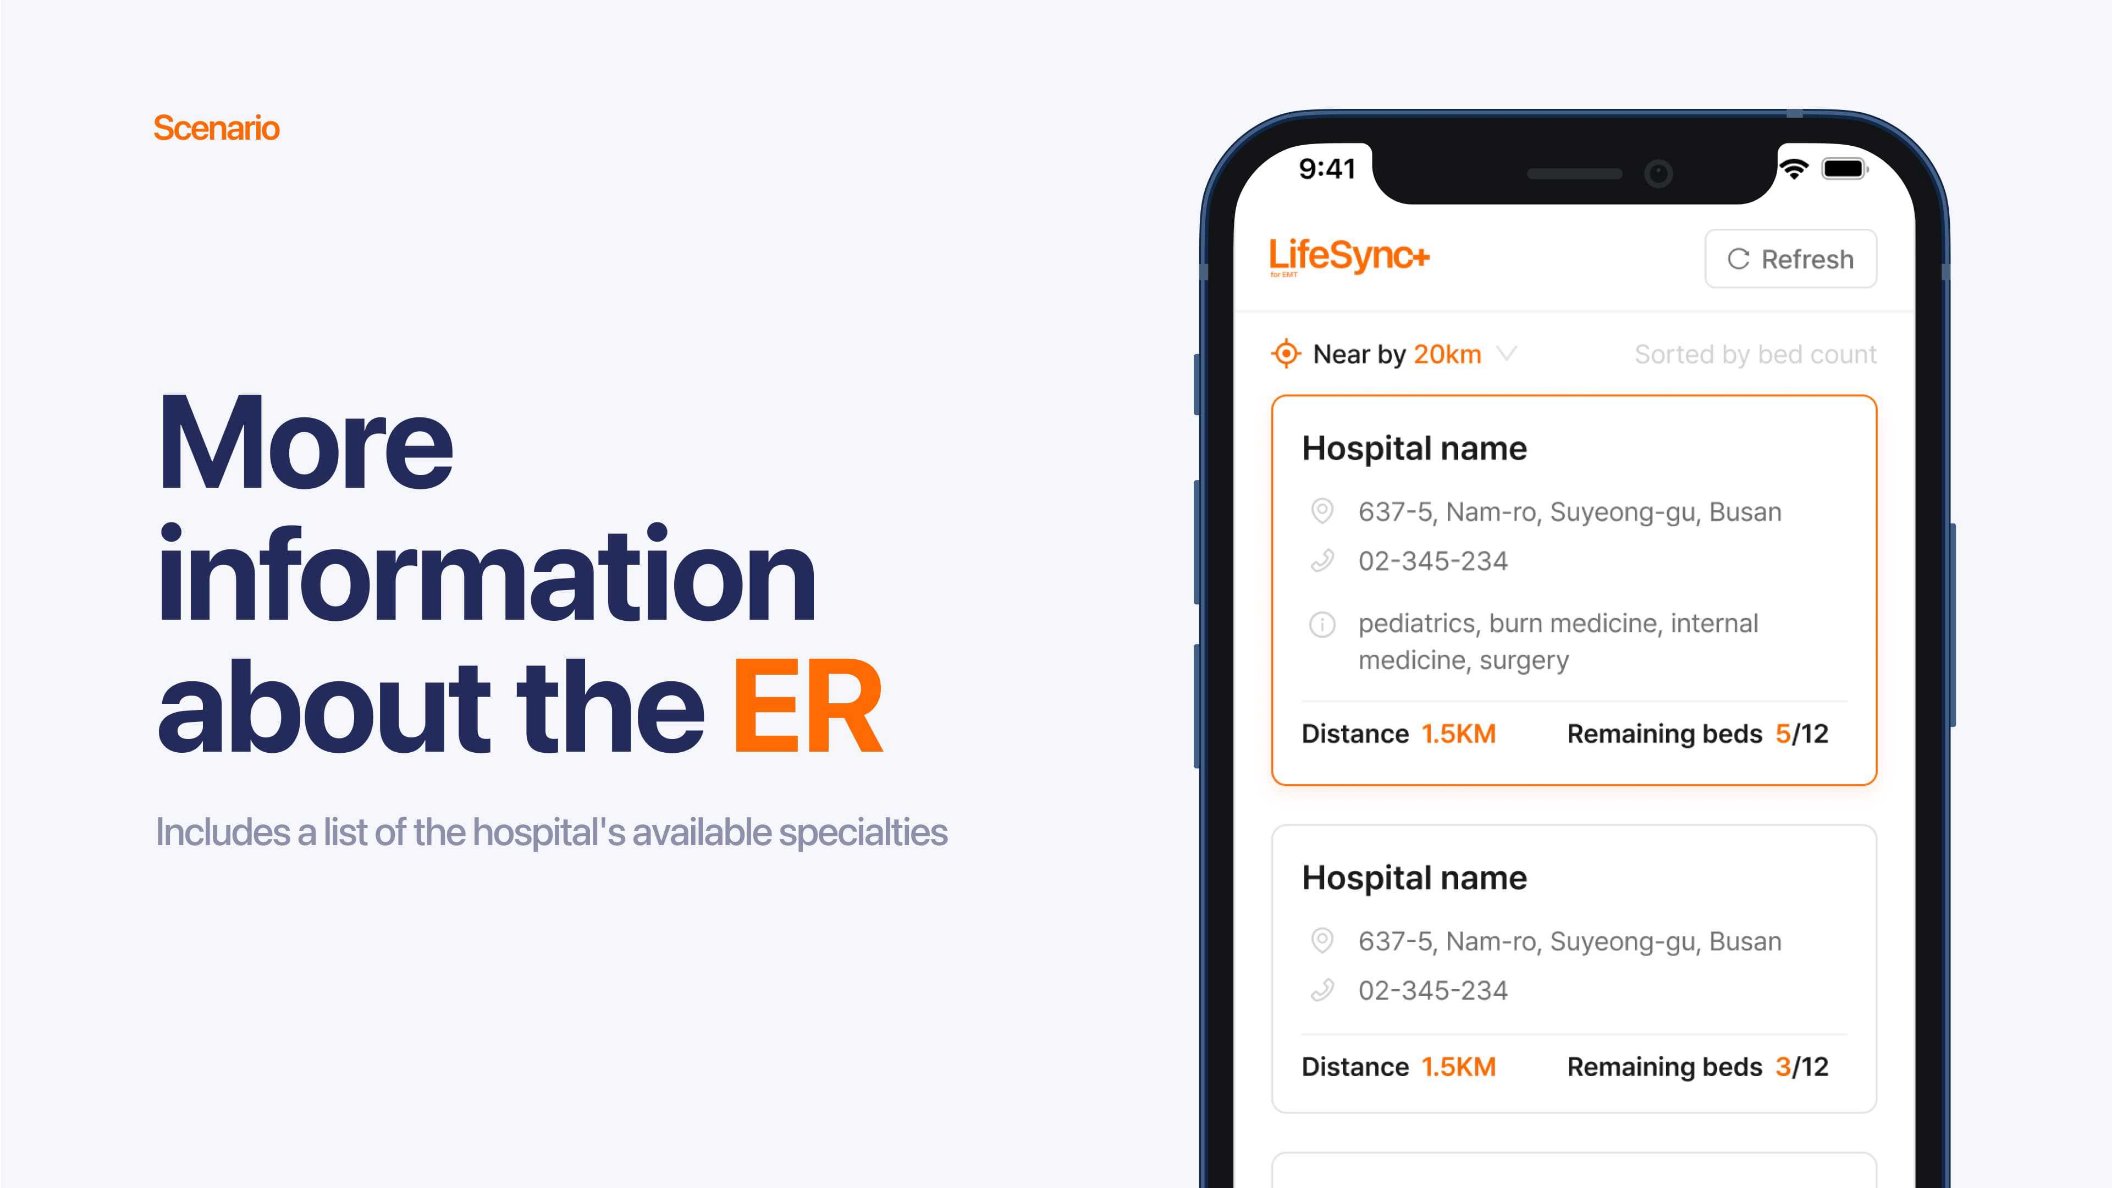 Scenario
More
information
about the ER
Includes a list of the hospital's available specialties
9:41
LifeSync+
for EMT
Refresh
Near by 20km
Sorted by bed count
Hospital name
637-5, Nam-ro, Suyeong-gu, Busan
02-345-234
pediatrics, burn medicine, internal
medicine, surgery
Distance 1.5KM
Remaining beds 5/12
Hospital name
637-5, Nam-ro, Suyeong-gu, Busan
02-345-234
Distance 1.5KM
Remaining beds 3/12